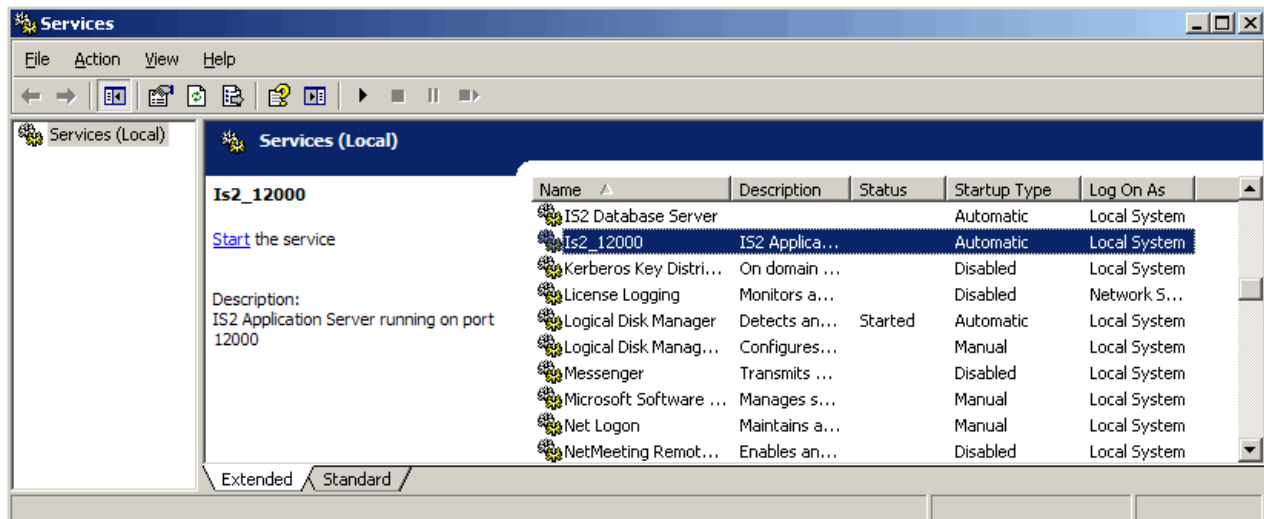 Services
File Action View Help
Services (Local)
Services (Local)
Is2_12000
Start the service
Description:
IS2 Application Server running on port
12000
Name Description Status Startup Type Log On As
IS2 Database Server Automatic Local System
Is2_12000 IS2 Applica... Automatic Local System
Kerberos Key Distri... On domain ... Disabled Local System
License Logging Monitors a... Disabled Network S...
Logical Disk Manager Detects an... Started Automatic Local System
Logical Disk Manag... Configures... Manual Local System
Messenger Transmits ... Disabled Local System
Microsoft Software ... Manages s... Manual Local System
Net Logon Maintains a... Manual Local System
NetMeeting Remot... Enables an... Disabled Local System
Extended Standard